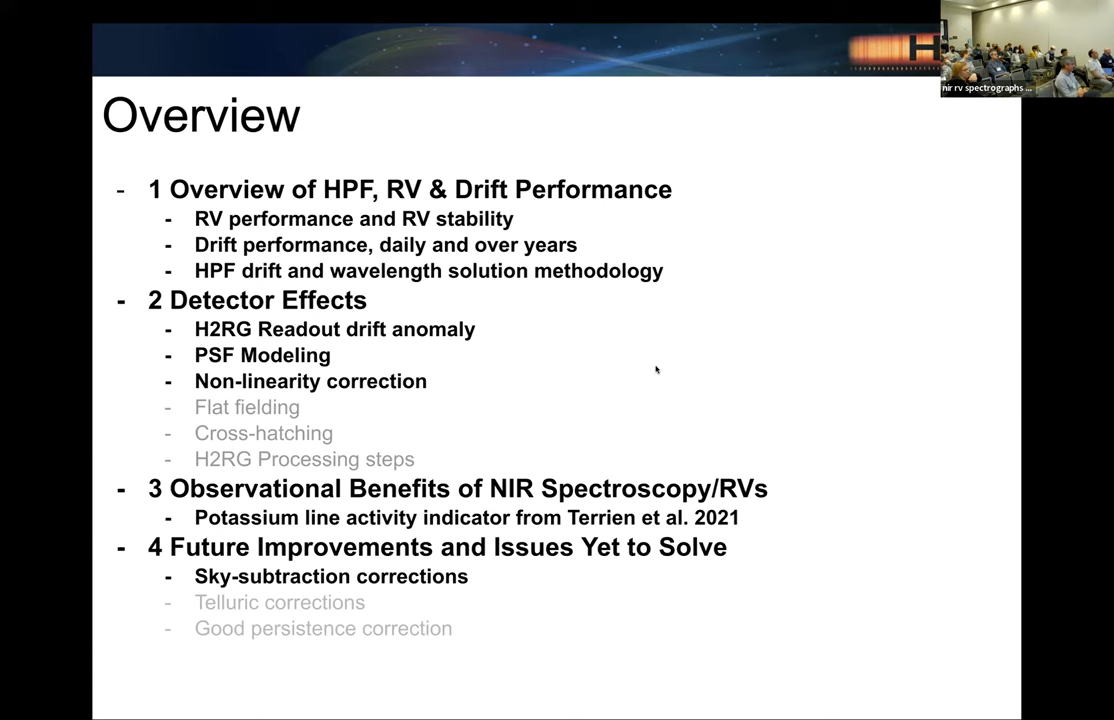 H
nir rv spectrographs ...
Overview
- 1 Overview of HPF, RV & Drift Performance
- RV performance and RV stability
- Drift performance, daily and over years
- HPF drift and wavelength solution methodology
- 2 Detector Effects
- H2RG Readout drift anomaly
- PSF Modeling
- Non-linearity correction
- Flat fielding
- Cross-hatching
- H2RG Processing steps
- 3 Observational Benefits of NIR Spectroscopy/RVs
- Potassium line activity indicator from Terrien et al. 2021
- 4 Future Improvements and Issues Yet to Solve
- Sky-subtraction corrections
- Telluric corrections
- Good persistence correction